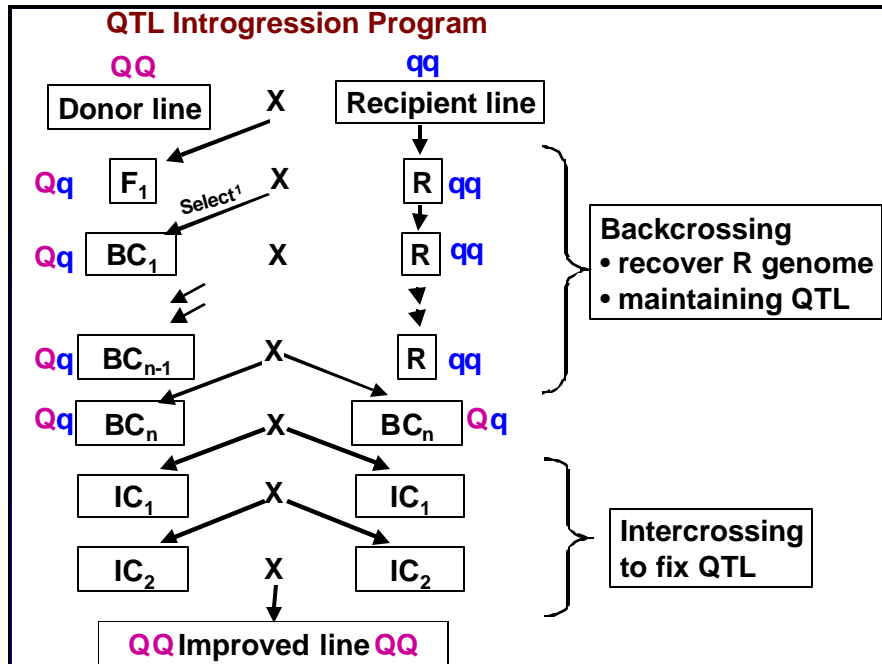 QTL Introgression Program
QQ qq
Donor line X Recipient line
Qq F1 X R qq
Select1
Qq BC1 X R qq
Backcrossing
• recover R genome
• maintaining QTL
Qq BCn-1 X R qq
Qq BCn X BCn Qq
IC1 X IC1
Intercrossing
to fix QTL
IC2 X IC2
QQ Improved line QQ